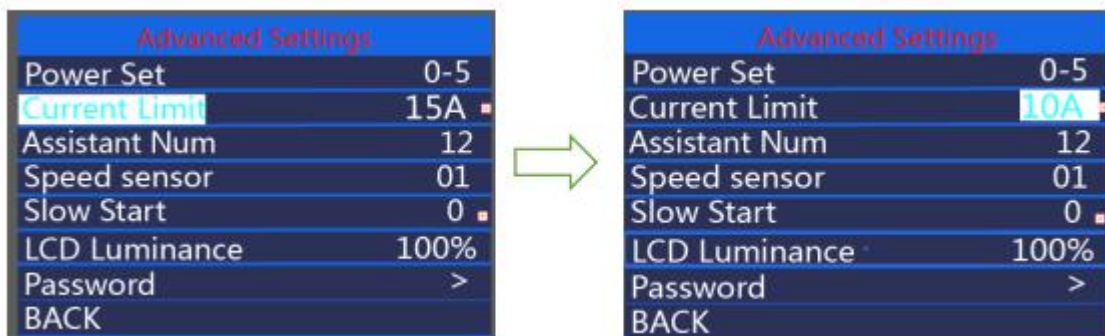 Advanced Settings
Power Set 0-5
Current Limit 15A
Assistant Num 12
Speed sensor 01
Slow Start 0
LCD Luminance 100%
Password >
BACK
Advanced Settings
Power Set 0-5
Current Limit 10A
Assistant Num 12
Speed sensor 01
Slow Start 0
LCD Luminance 100%
Password >
BACK